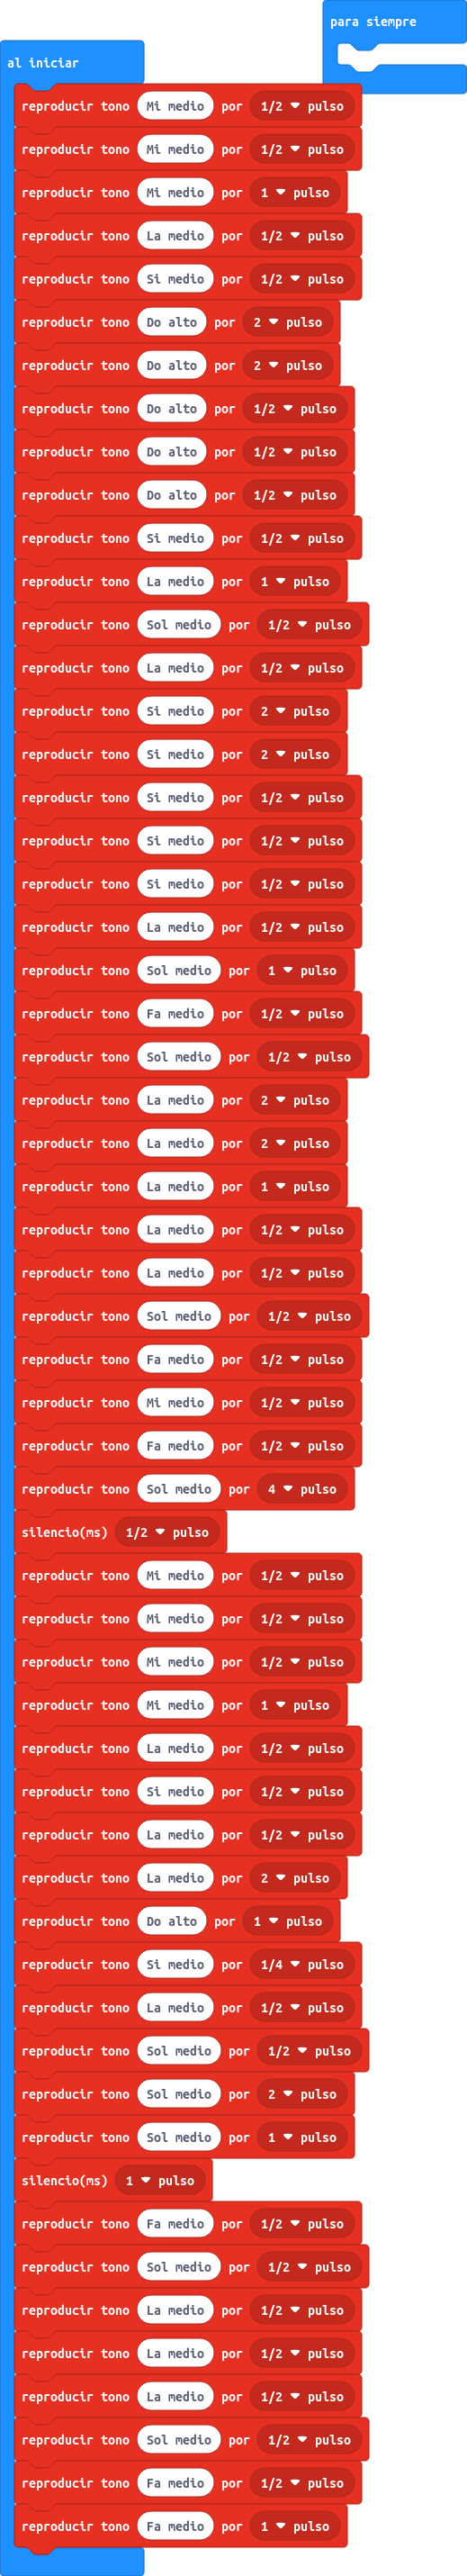 para siempre
al iniciar
reproducir tono Mi medio por 1/2 pulso
reproducir tono Mi medio por 1/2 pulso
reproducir tono Mi medio por 1 pulso
reproducir tono La medio por 1/2 pulso
reproducir tono Si medio por 1/2 pulso
reproducir tono Do alto por 2 pulso
reproducir tono Do alto por 2 pulso
reproducir tono Do alto por 1/2 pulso
reproducir tono Do alto por 1/2 pulso
reproducir tono Do alto por 1/2 pulso
reproducir tono Si medio por 1/2 pulso
reproducir tono La medio por 1 pulso
reproducir tono Sol medio por 1/2 pulso
reproducir tono La medio por 1/2 pulso
reproducir tono Si medio por 2 pulso
reproducir tono Si medio por 2 pulso
reproducir tono Si medio por 1/2 pulso
reproducir tono Si medio por 1/2 pulso
reproducir tono Si medio por 1/2 pulso
reproducir tono La medio por 1/2 pulso
reproducir tono Sol medio por 1 pulso
reproducir tono Fa medio por 1/2 pulso
reproducir tono Sol medio por 1/2 pulso
reproducir tono La medio por 2 pulso
reproducir tono La medio por 2 pulso
reproducir tono La medio por 1 pulso
reproducir tono La medio por 1/2 pulso
reproducir tono La medio por 1/2 pulso
reproducir tono Sol medio por 1/2 pulso
reproducir tono Fa medio por 1/2 pulso
reproducir tono Mi medio por 1/2 pulso
reproducir tono Fa medio por 1/2 pulso
reproducir tono Sol medio por 4 pulso
silencio(ms) 1/2 pulso
reproducir tono Mi medio por 1/2 pulso
reproducir tono Mi medio por 1/2 pulso
reproducir tono Mi medio por 1/2 pulso
reproducir tono Mi medio por 1 pulso
reproducir tono La medio por 1/2 pulso
reproducir tono Si medio por 1/2 pulso
reproducir tono La medio por 1/2 pulso
reproducir tono La medio por 2 pulso
reproducir tono Do alto por 1 pulso
reproducir tono Si medio por 1/4 pulso
reproducir tono La medio por 1/2 pulso
reproducir tono Sol medio por 1/2 pulso
reproducir tono Sol medio por 2 pulso
reproducir tono Sol medio por 1 pulso
silencio(ms) 1 pulso
reproducir tono Fa medio por 1/2 pulso
reproducir tono Sol medio por 1/2 pulso
reproducir tono La medio por 1/2 pulso
reproducir tono La medio por 1/2 pulso
reproducir tono La medio por 1/2 pulso
reproducir tono Sol medio por 1/2 pulso
reproducir tono Fa medio por 1/2 pulso
reproducir tono Fa medio por 1 pulso